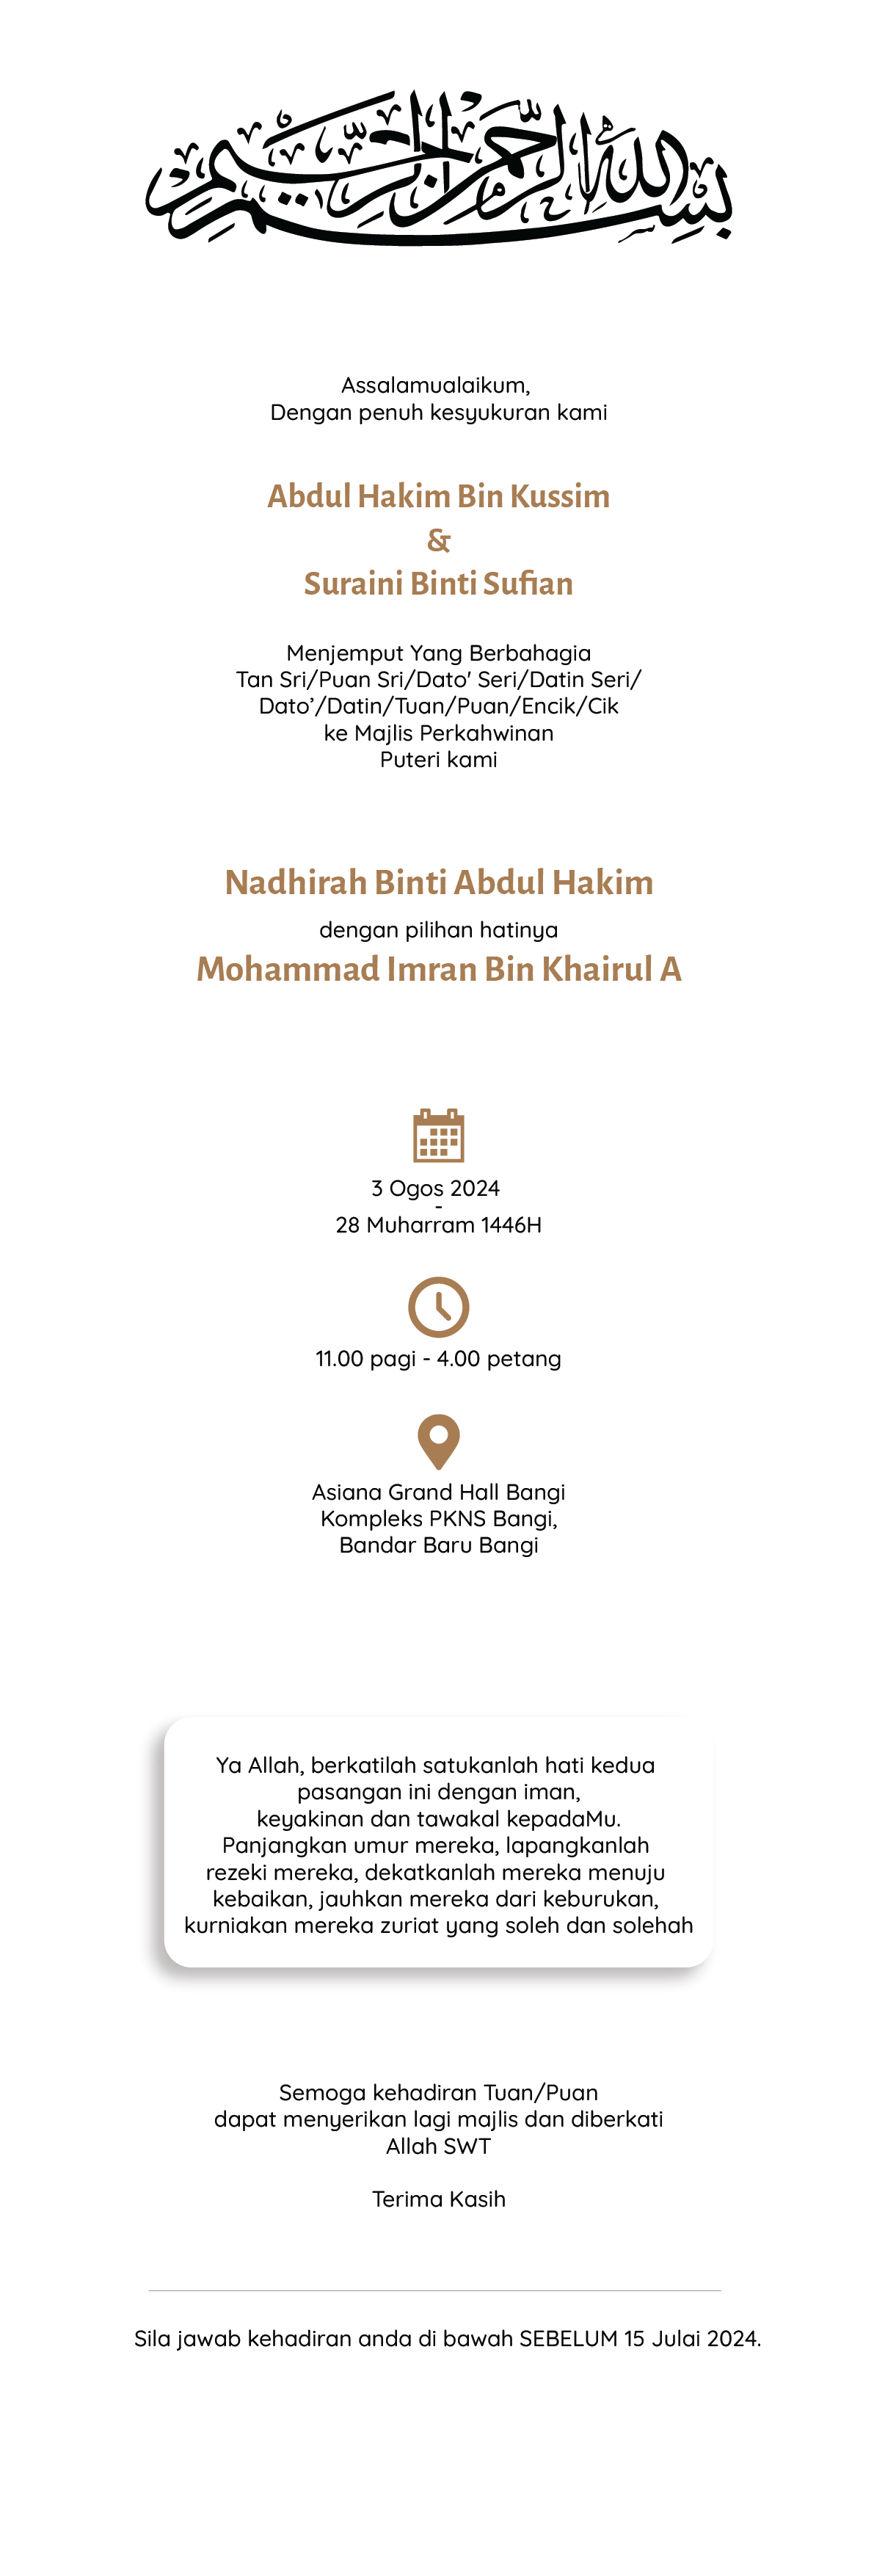 بسم الله الرحمن الرحيم
Assalamualaikum,
Dengan penuh kesyukuran kami
Abdul Hakim Bin Kussim
&
Suraini Binti Sufian
Menjemput Yang Berbahagia
Tan Sri/Puan Sri/Dato' Seri/Datin Seri/
Dato’/Datin/Tuan/Puan/Encik/Cik
ke Majlis Perkahwinan
Puteri kami
Nadhirah Binti Abdul Hakim
dengan pilihan hatinya
Mohammad Imran Bin Khairul A
3 Ogos 2024
-
28 Muharram 1446H
11.00 pagi - 4.00 petang
Asiana Grand Hall Bangi
Kompleks PKNS Bangi,
Bandar Baru Bangi
Ya Allah, berkatilah satukanlah hati kedua
pasangan ini dengan iman,
keyakinan dan tawakal kepadaMu.
Panjangkan umur mereka, lapangkanlah
rezeki mereka, dekatkanlah mereka menuju
kebaikan, jauhkan mereka dari keburukan,
kurniakan mereka zuriat yang soleh dan solehah
Semoga kehadiran Tuan/Puan
dapat menyerikan lagi majlis dan diberkati
Allah SWT
Terima Kasih
Sila jawab kehadiran anda di bawah SEBELUM 15 Julai 2024.